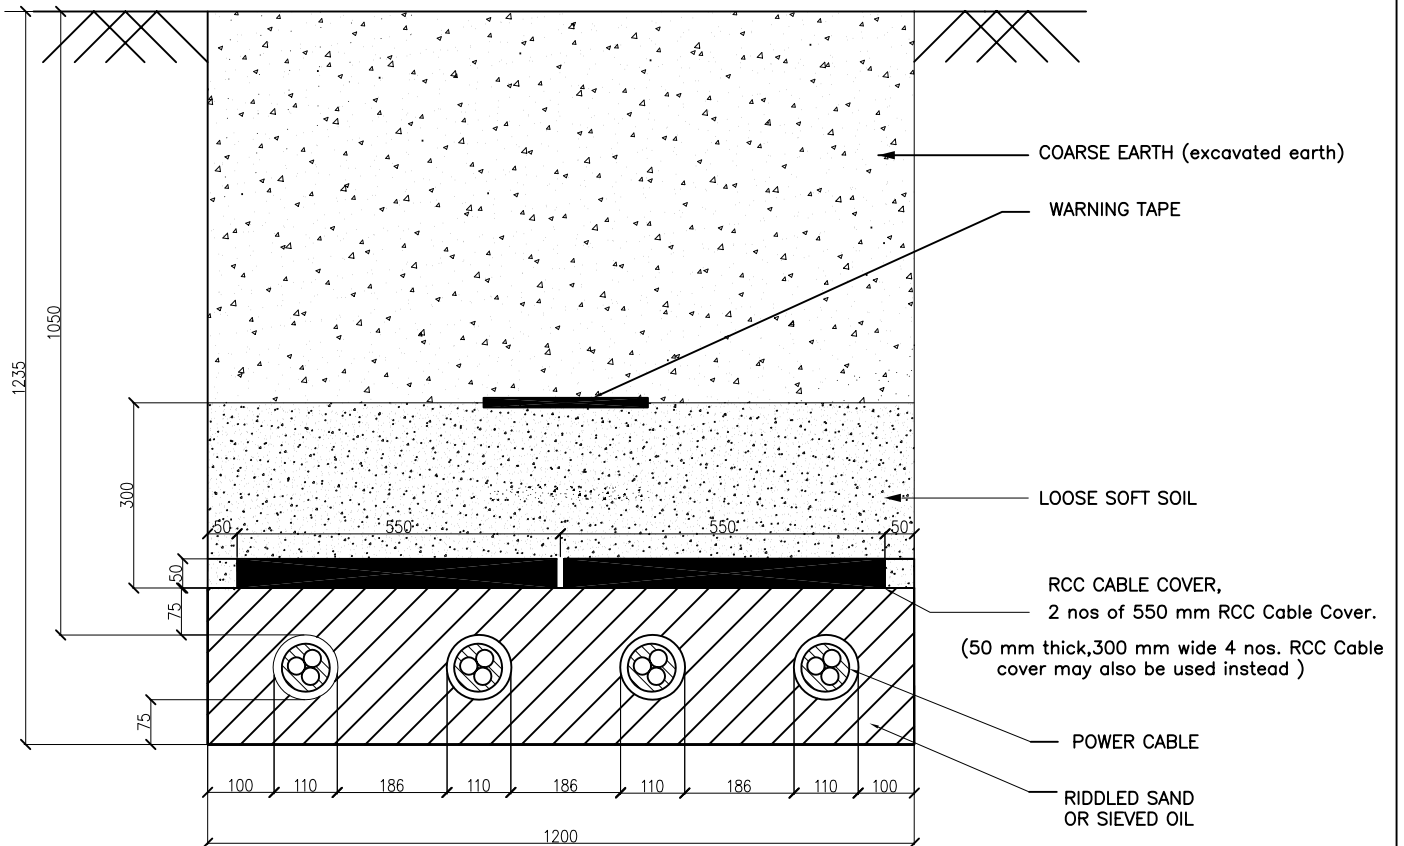 COARSE EARTH (excavated earth)
WARNING TAPE
1050
1235
300
LOOSE SOFT SOIL
50 550 550 50
50
75
RCC CABLE COVER,
2 nos of 550 mm RCC Cable Cover.
(50 mm thick,300 mm wide 4 nos. RCC Cable
cover may also be used instead )
75
POWER CABLE
100 110 186 110 186 110 186 110 100
RIDDLED SAND
OR SIEVED OIL
1200